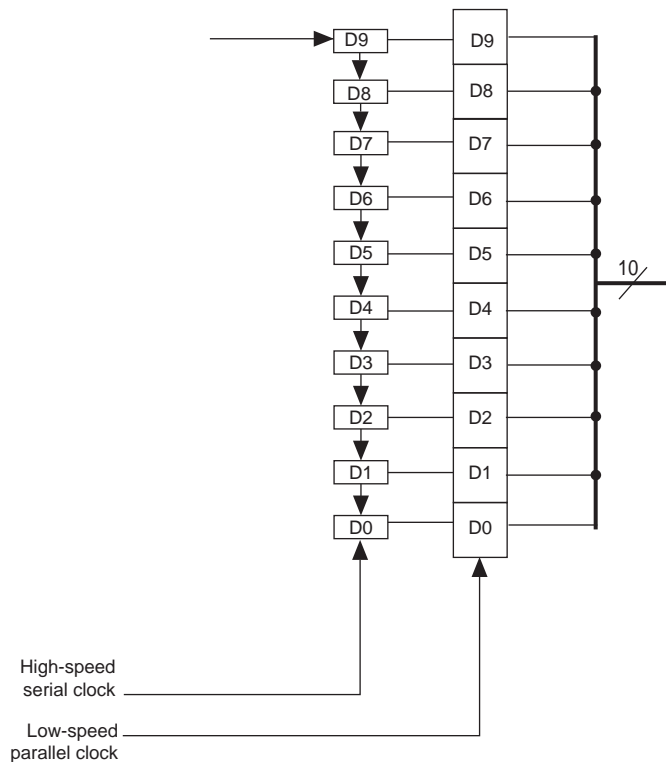 D9 D9
D8 D8
D7 D7
D6 D6
D5 D5
10
D4 D4
D3 D3
D2 D2
D1 D1
D0 D0
High-speed
serial clock
Low-speed
parallel clock